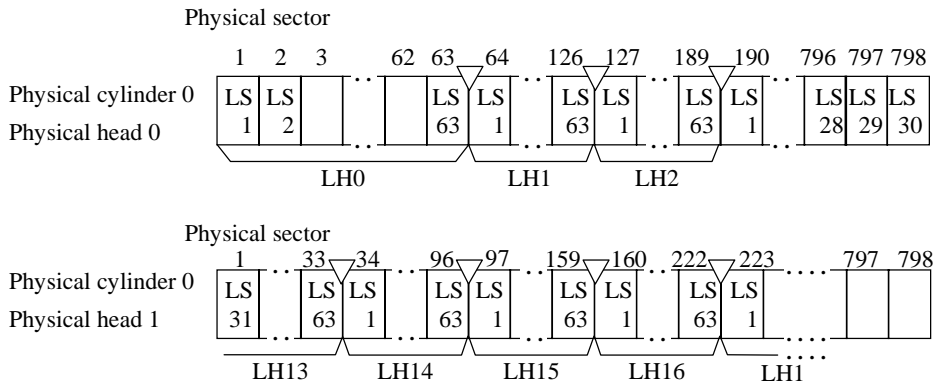 Physical sector
1 2 3 62 63 64 126 127 189 190 796 797 798
Physical cylinder 0 LS LS LS LS LS LS LS LS LS LS LS
Physical head 0 1 2 63 1 63 1 63 1 28 29 30
LH0 LH1 LH2
Physical sector
1 33 34 96 97 159 160 222 223 797 798
Physical cylinder 0 LS LS LS LS LS LS LS LS LS
Physical head 1 31 63 1 63 1 63 1 63 1
LH13 LH14 LH15 LH16 LH1